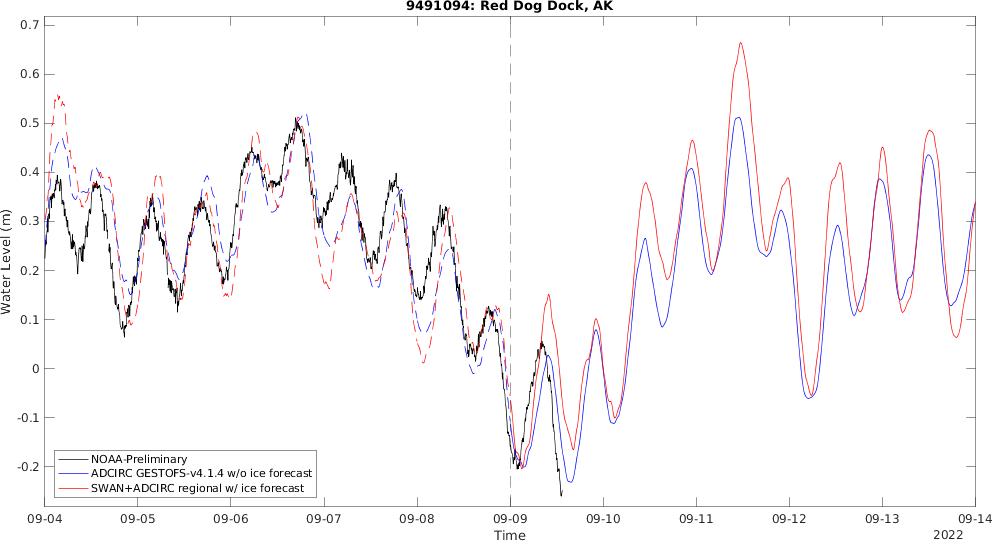 9491094: Red Dog Dock, AK
0.7
0.6
0.5
0.4
0.3
0.2
0.1
0
-0.1
-0.2
Water Level (m)
NOAA-Preliminary
ADCIRC GESTOFS-v4.1.4 w/o ice forecast
SWAN+ADCIRC regional w/ ice forecast
09-04 09-05 09-06 09-07 09-08 09-09 09-10 09-11 09-12 09-13 09-14
Time
2022